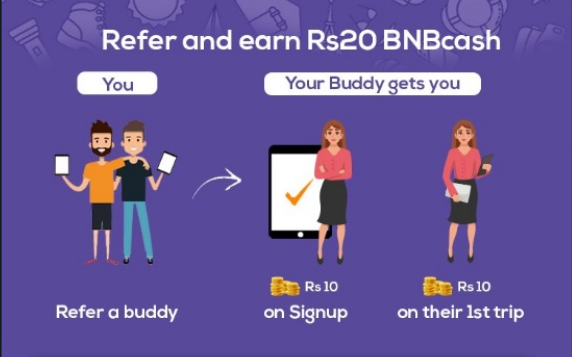 Refer and earn Rs20 BNBcash
You
Your Buddy gets you
Rs 10
Rs 10
Refer a buddy
on Signup
on their 1st trip